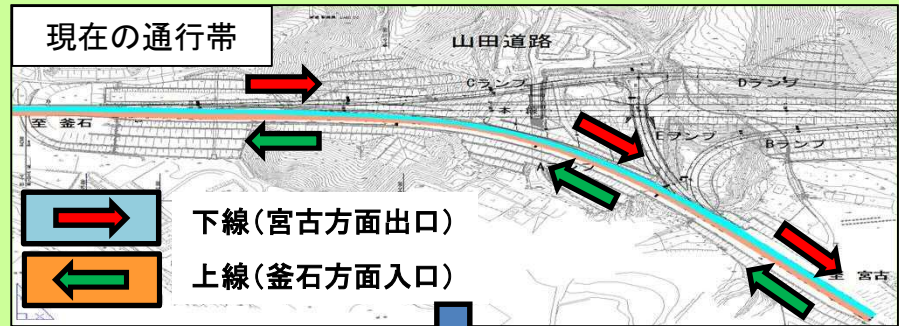 現在の通行帯
山田道路
Cランプ
Dランプ
本
至 釜石
Eランプ
Bランプ
Aランプ
下線(宮古方面出口)
上線(釜石方面入口)
至 宮古